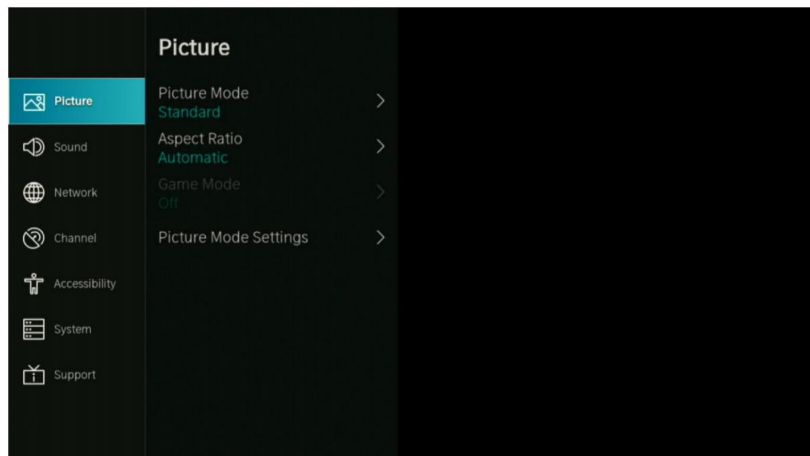 Picture
Sound
Network
Channel
Accessibility
System
Support
Picture
Picture Mode
Standard
Aspect Ratio
Automatic
Game Mode
Off
Picture Mode Settings